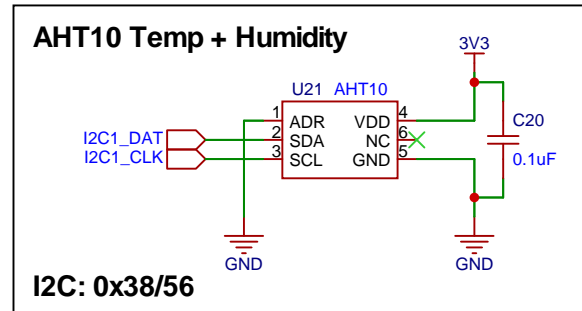 AHT10 Temp + Humidity
3V3
U21 AHT10
1 ADR VDD 4
I2C1_DAT 2 SDA NC 6
I2C1_CLK 3 SCL GND 5
C20
0.1uF
GND GND
I2C: 0x38/56